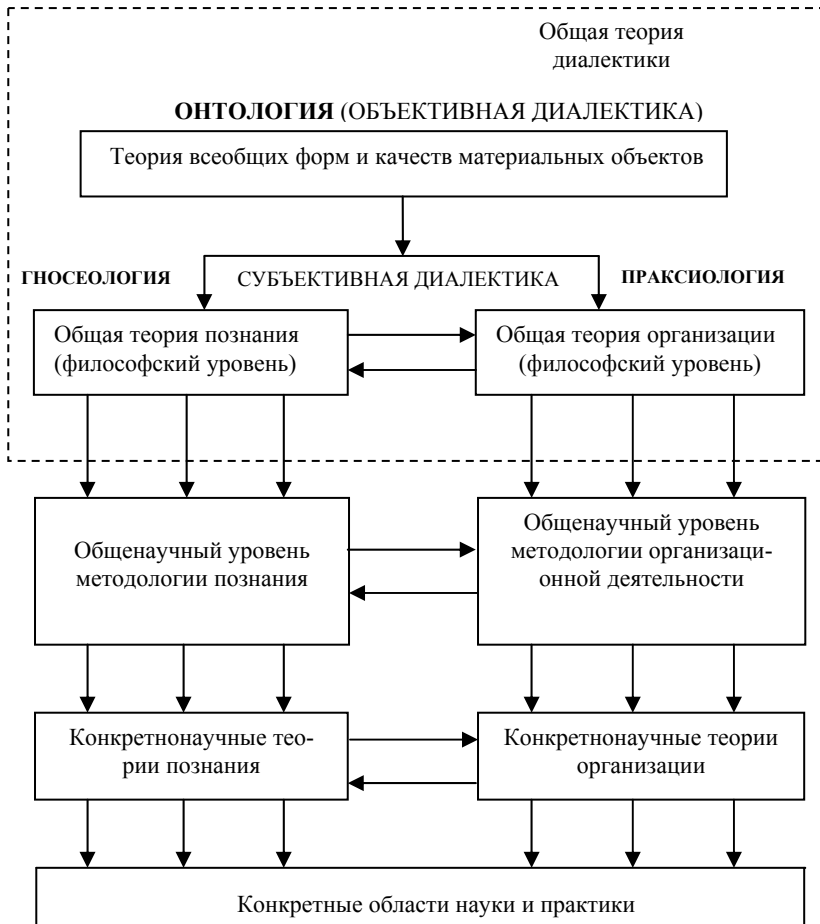 Общая теория
диалектики
ОНТОЛОГИЯ (ОБЪЕКТИВНАЯ ДИАЛЕКТИКА)
Теория всеобщих форм и качеств материальных объектов
ГНОСЕОЛОГИЯ
СУБЪЕКТИВНАЯ ДИАЛЕКТИКА
ПРАКСИОЛОГИЯ
Общая теория познания
(философский уровень)
Общая теория организации
(философский уровень)
Общенаучный уровень
методологии познания
Общенаучный уровень
методологии организаци-
онной деятельности
Конкретнонаучные тео-
рии познания
Конкретнонаучные теории
организации
Конкретные области науки и практики